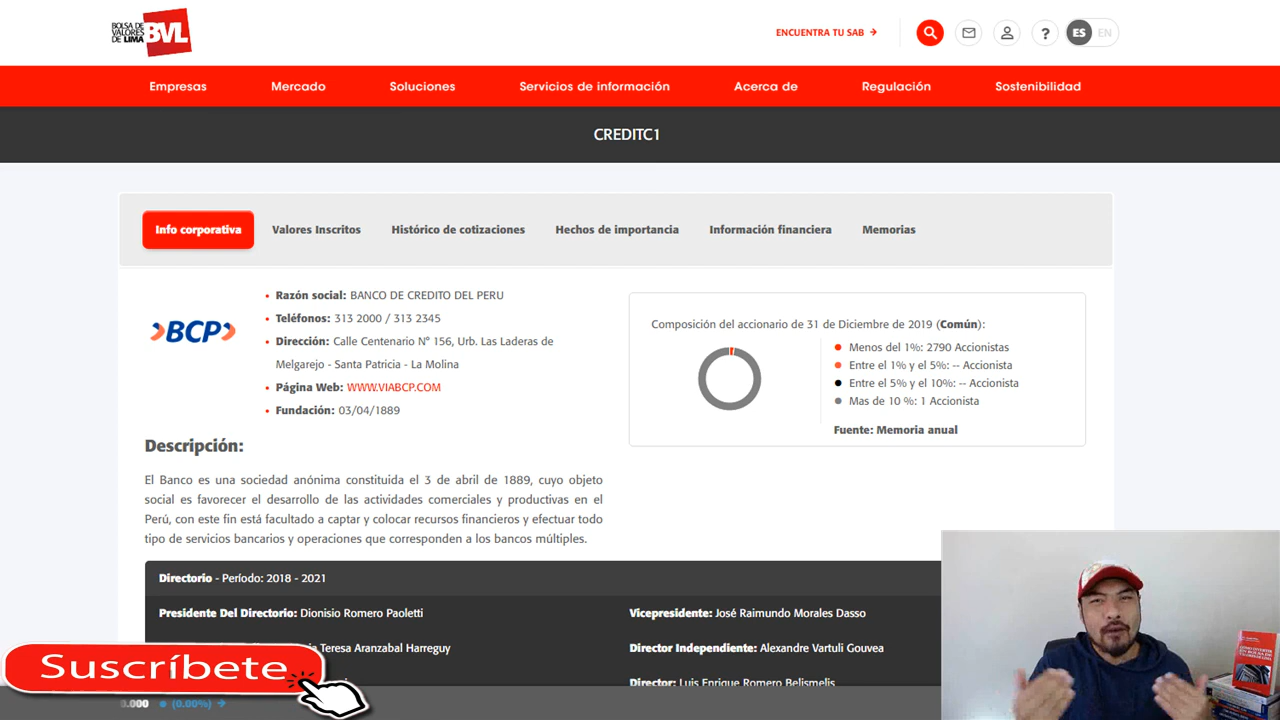 BOLSA DE
VALORES
DE LIMA
BVL
ENCUENTRA TU SAB
?
ES
EN
Empresas
Mercado
Soluciones
Servicios de información
Acerca de
Regulación
Sostenibilidad
CREDITC1
Info corporativa
Valores Inscritos
Histórico de cotizaciones
Hechos de importancia
Información financiera
Memorias
BCP
Razón social: BANCO DE CREDITO DEL PERU
Teléfonos: 313 2000 / 313 2345
Dirección: Calle Centenario N° 156, Urb. Las Laderas de
Melgarejo - Santa Patricia - La Molina
Página Web: WWW.VIABCP.COM
Fundación: 03/04/1889
Composición del accionario de 31 de Diciembre de 2019 (Común):
Menos del 1%: 2790 Accionistas
Entre el 1% y el 5%: -- Accionista
Entre el 5% y el 10%: -- Accionista
Mas de 10 %: 1 Accionista
Fuente: Memoria anual
Descripción:
El Banco es una sociedad anónima constituida el 3 de abril de 1889, cuyo objeto
social es favorecer el desarrollo de las actividades comerciales y productivas en el
Perú, con este fin está facultado a captar y colocar recursos financieros y efectuar todo
tipo de servicios bancarios y operaciones que corresponden a los bancos múltiples.
Directorio - Período: 2018 - 2021
Presidente Del Directorio: Dionisio Romero Paoletti
Vicepresidente: José Raimundo Morales Dasso
Teresa Aranzabal Harreguy
Director Independiente: Alexandre Vartuli Gouvea
Director: Luis Enrique Romero Belismelis
Suscríbete
0.000
(0.00%)